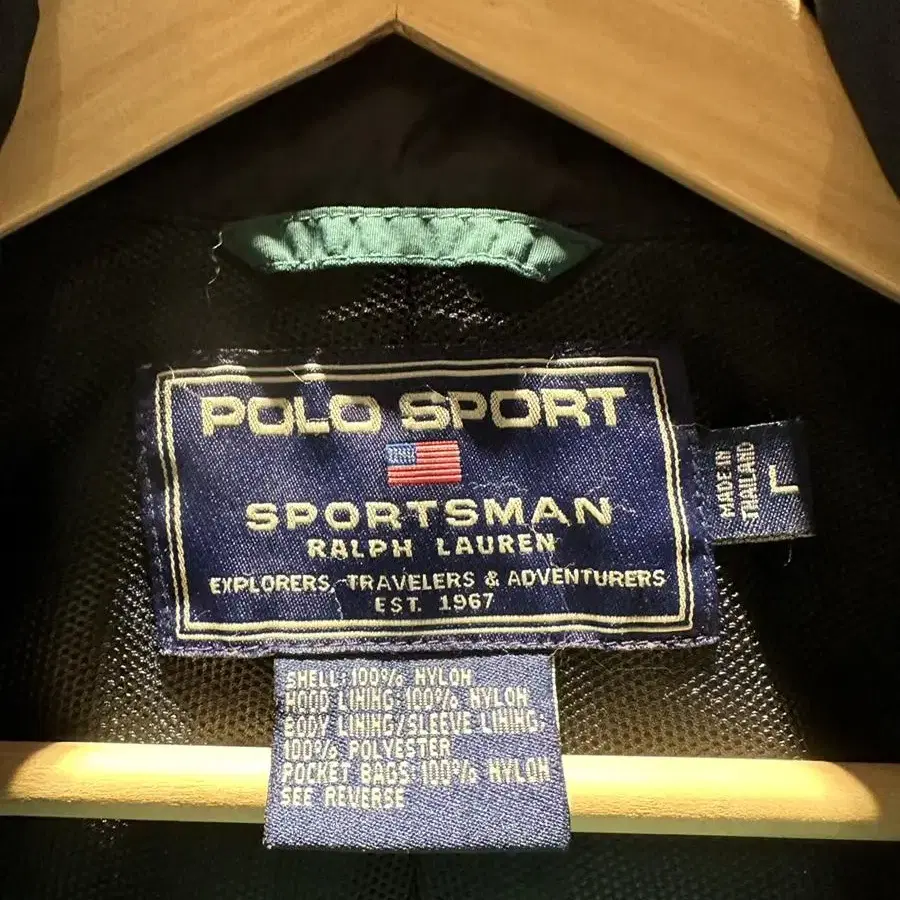 POLO SPORT
SPORTSMAN
RALPH LAUREN
EXPLORERS, TRAVELERS & ADVENTURERS
EST. 1967
MADE IN
THAILAND
L
SHELL: 100% NYLON
HOOD LINING: 100% NYLON
BODY LINING/SLEEVE LINING:
100% POLYESTER
POCKET BAGS: 100% NYLON
SEE REVERSE